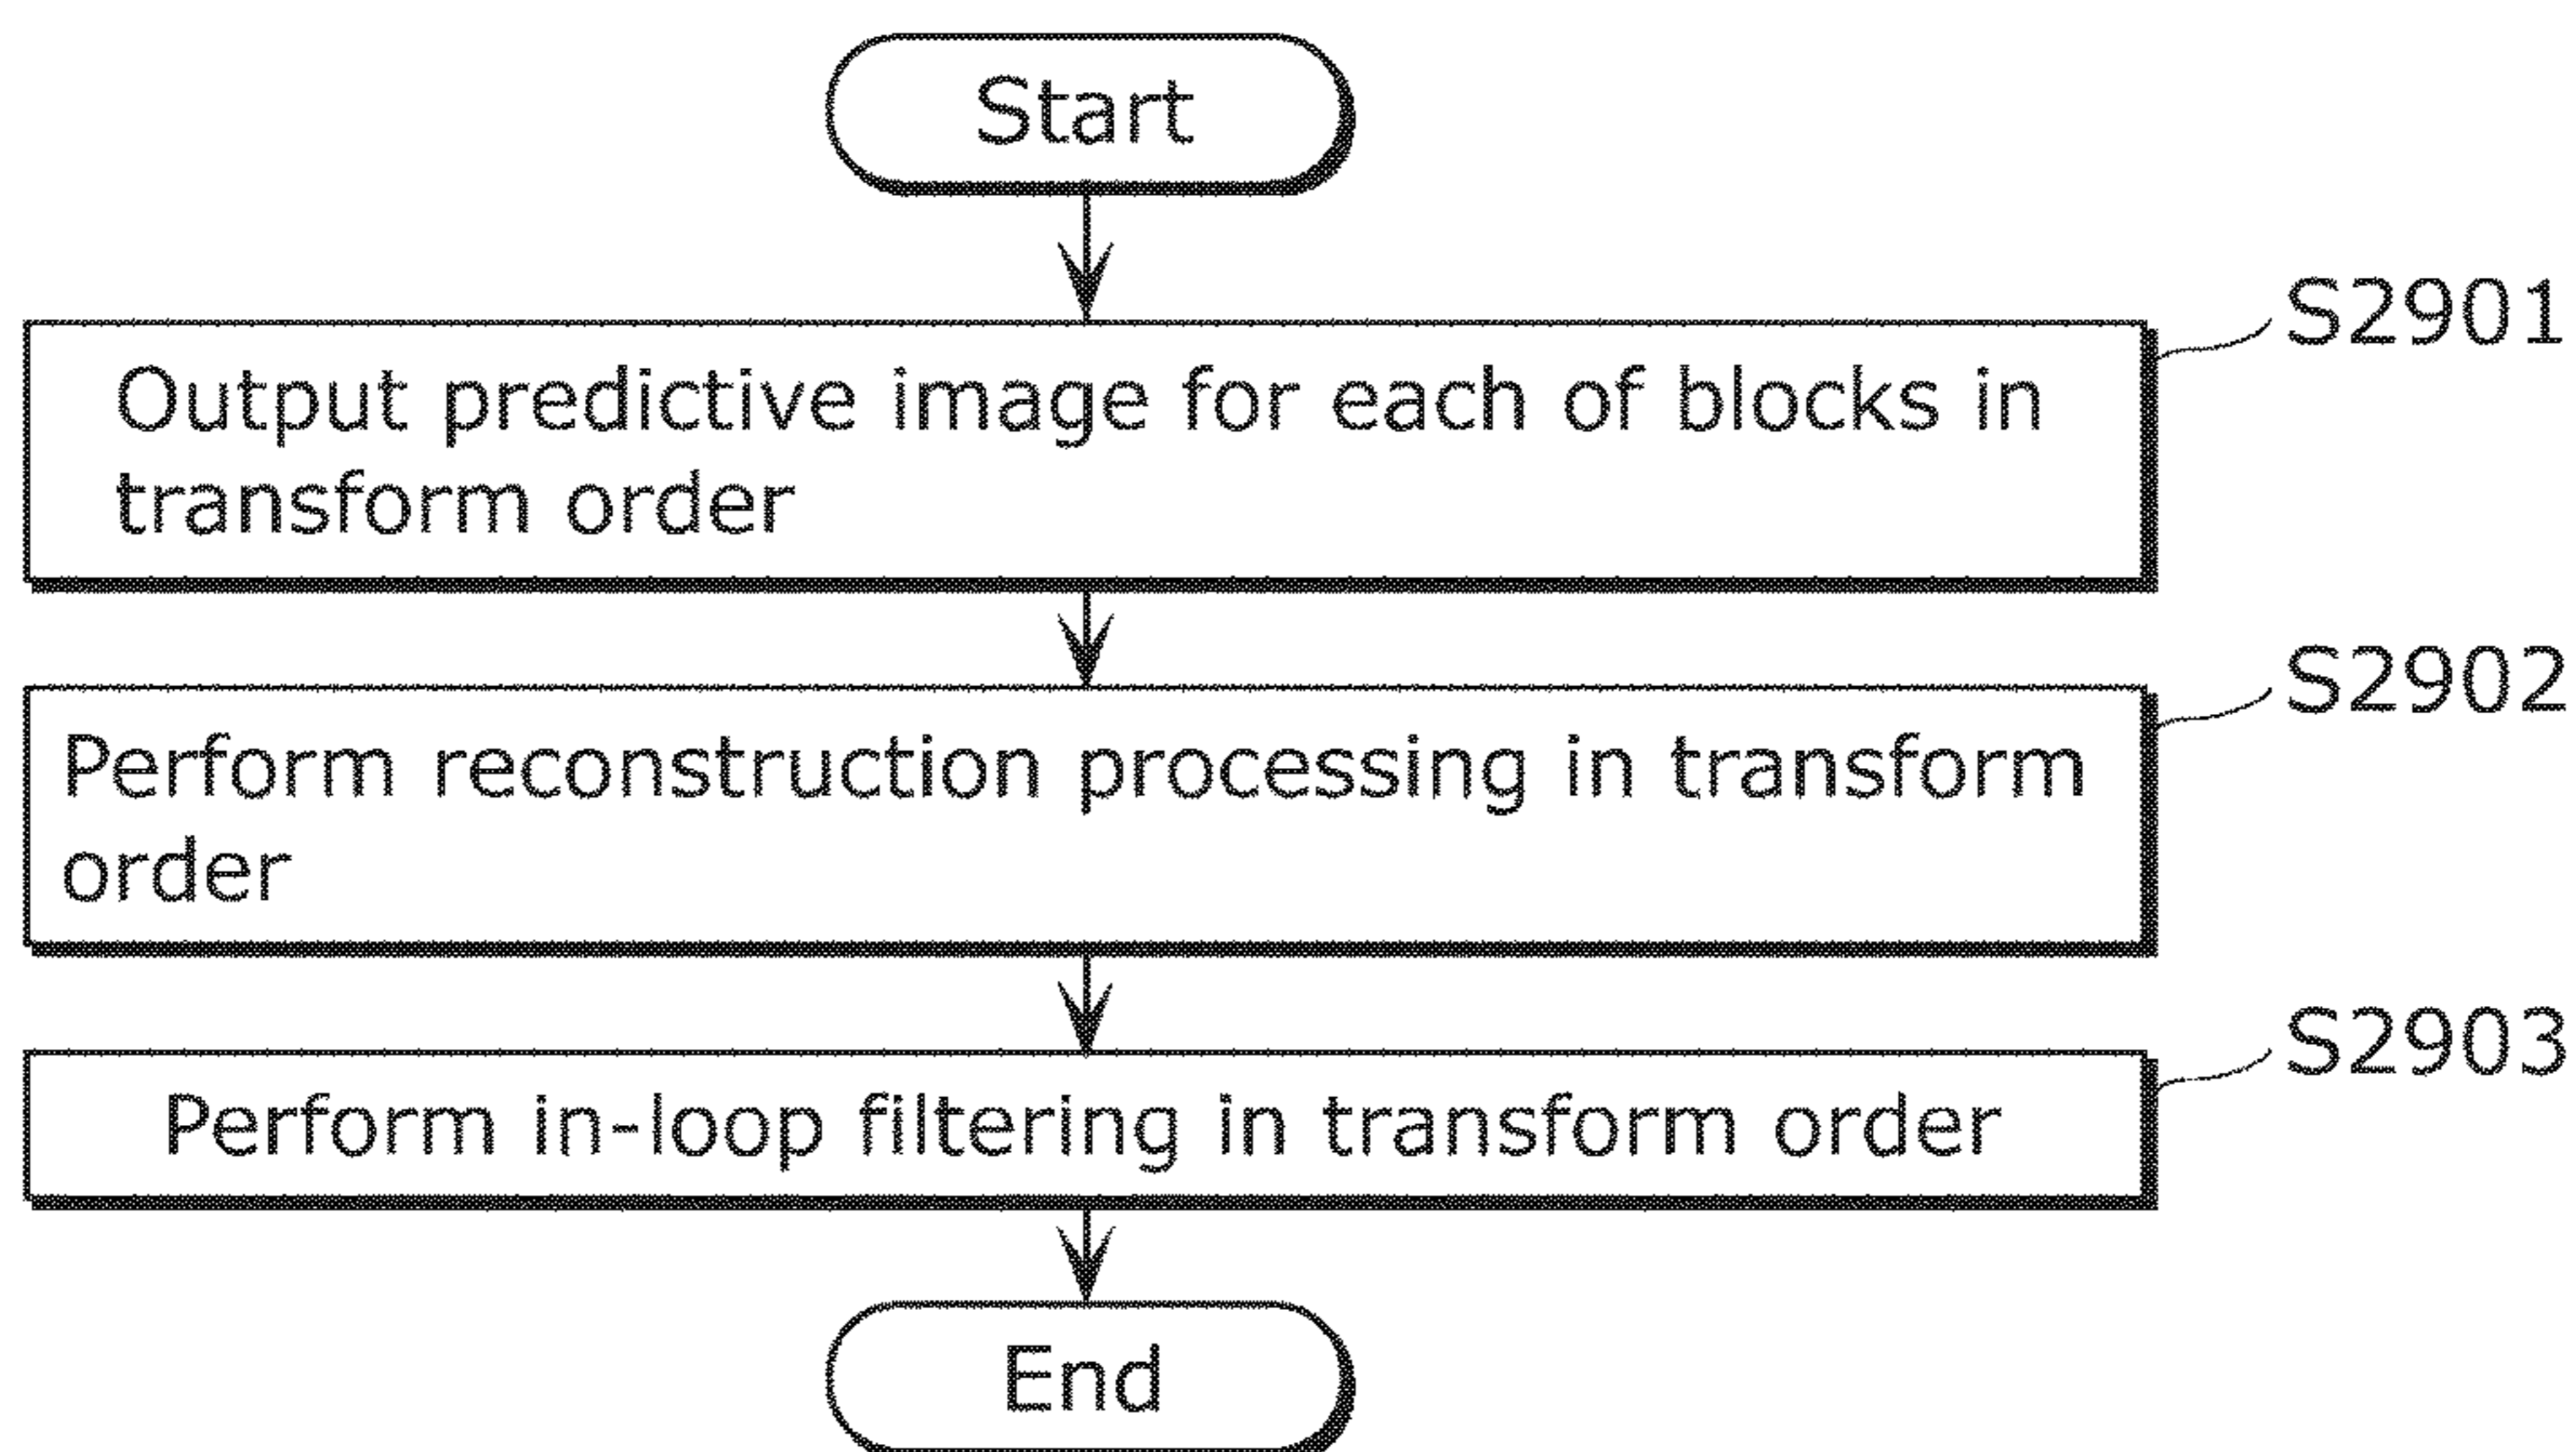 Start
S2901
Output predictive image for each of blocks in
transform order
S2902
Perform reconstruction processing in transform
order
S2903
Perform in-loop filtering in transform order
End